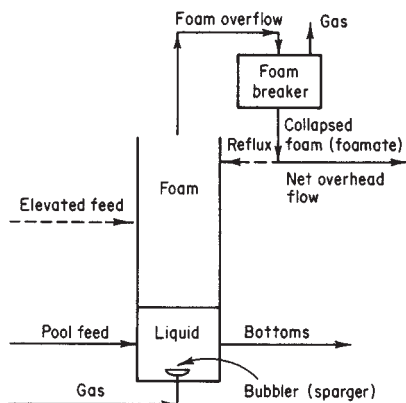 Foam overflow
Gas
Foam
breaker
Collapsed
foam (foamate)
Reflux
Net overhead
flow
Foam
Elevated feed
Pool feed
Liquid
Bottoms
Gas
Bubbler (sparger)